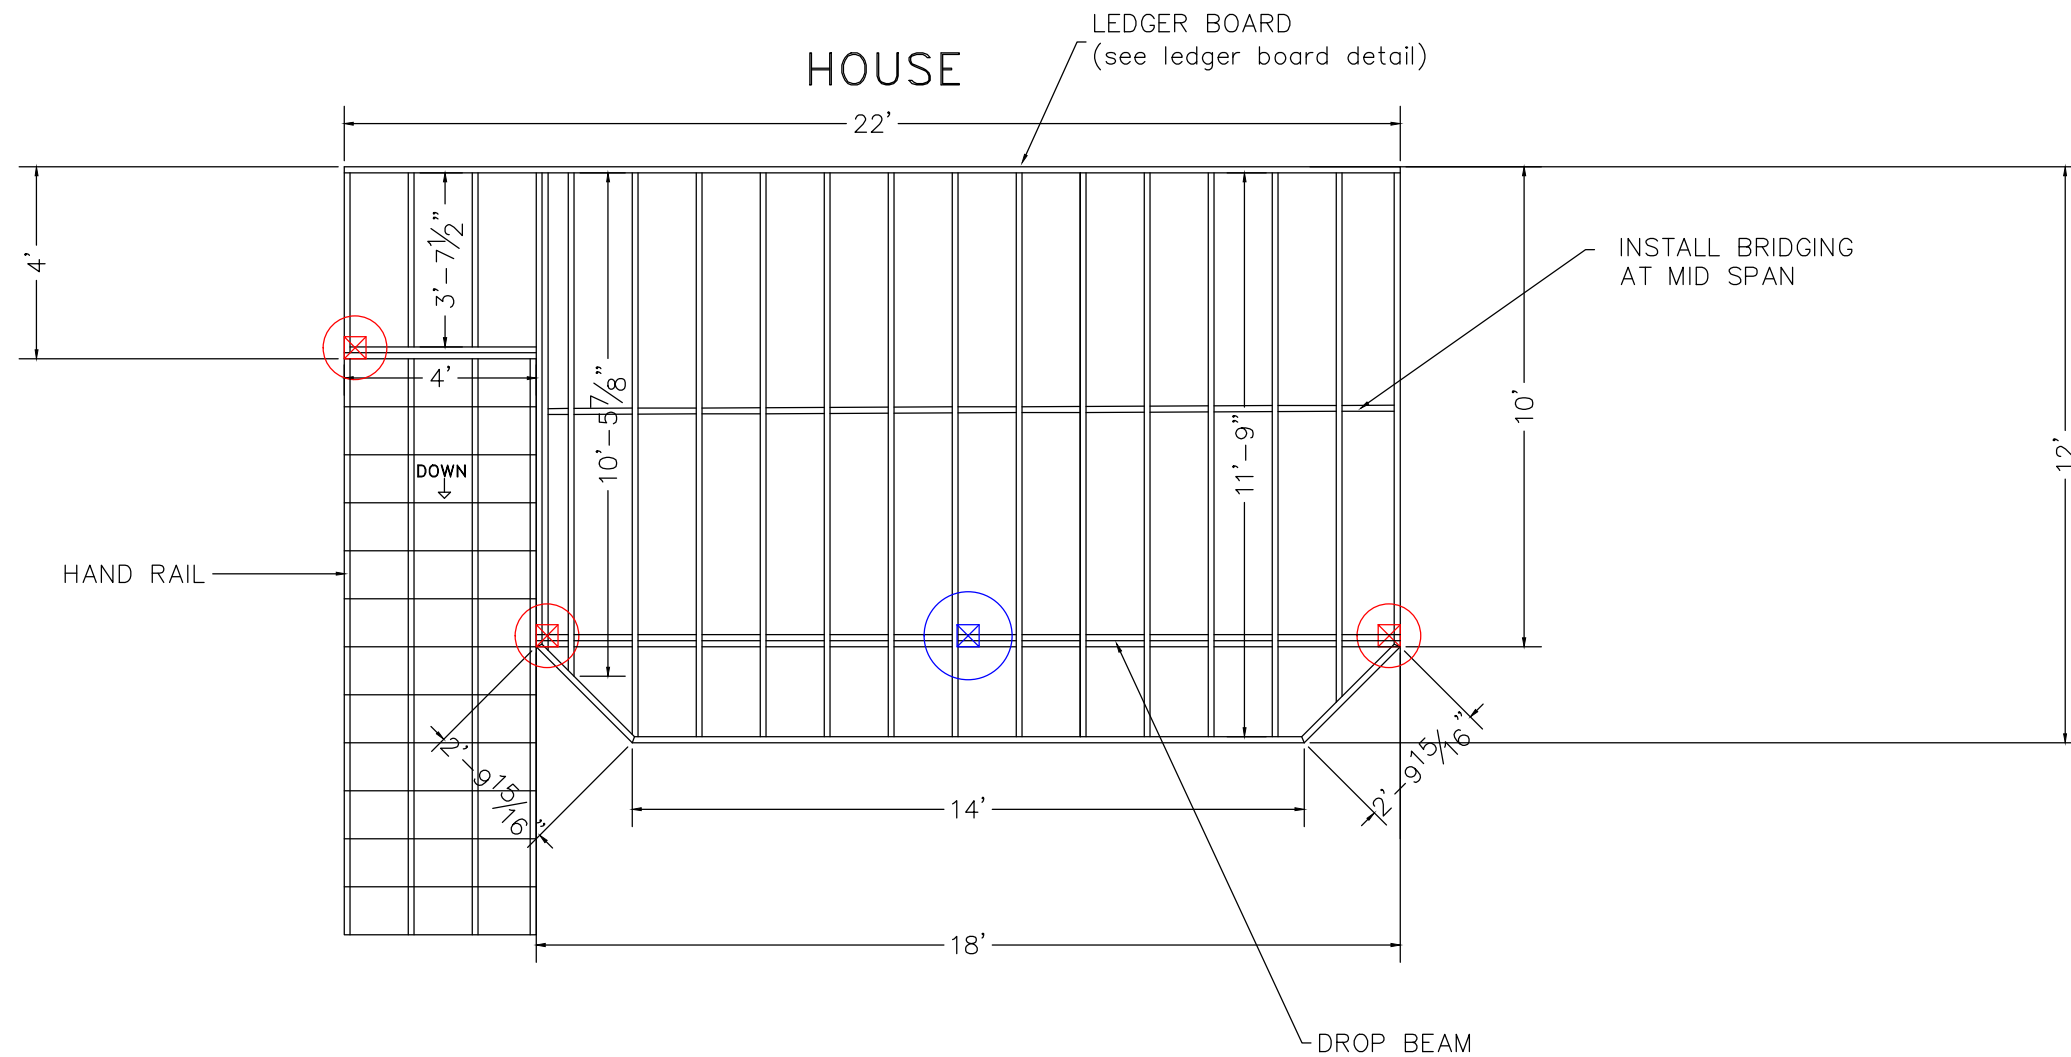 LEDGER BOARD
(see ledger board detail)
HOUSE
22'
4'
3'-7½"
INSTALL BRIDGING
AT MID SPAN
4'
10'-5⅞"
11'-9"
10'
12'
DOWN
HAND RAIL
2'-9 15/16"
2'-9 15/16"
14'
18'
DROP BEAM